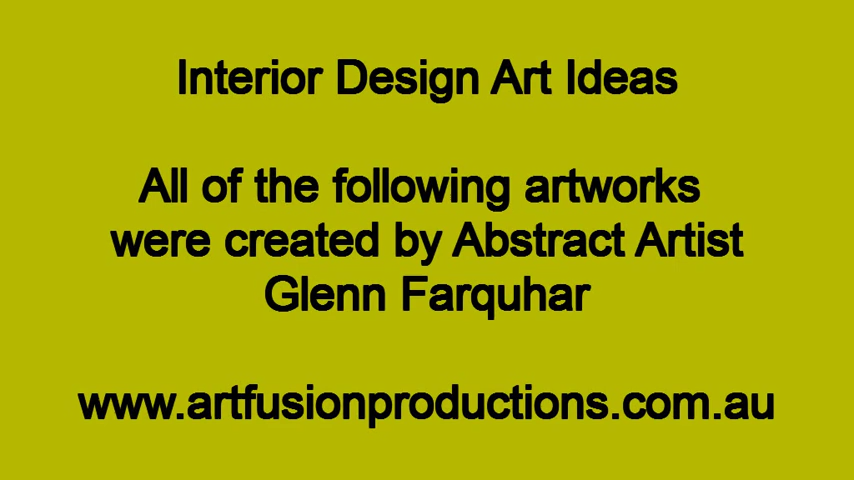 Interior Design Art Ideas
All of the following artworks
were created by Abstract Artist
Glenn Farquhar
www.artfusionproductions.com.au